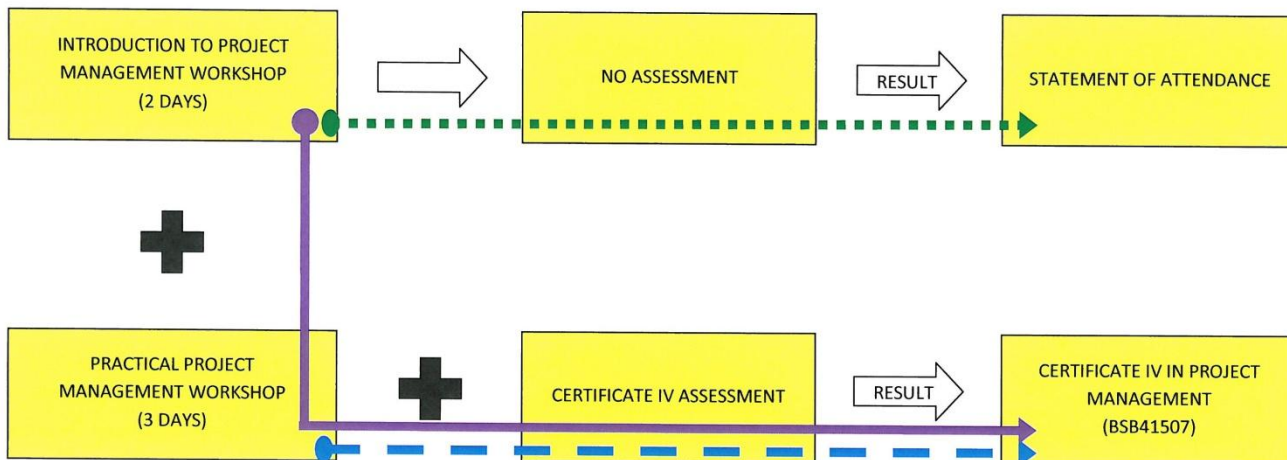 INTRODUCTION TO PROJECT
MANAGEMENT WORKSHOP
(2 DAYS)
NO ASSESSMENT
RESULT
STATEMENT OF ATTENDANCE
PRACTICAL PROJECT
MANAGEMENT WORKSHOP
(3 DAYS)
CERTIFICATE IV ASSESSMENT
RESULT
CERTIFICATE IV IN PROJECT
MANAGEMENT
(BSB41507)